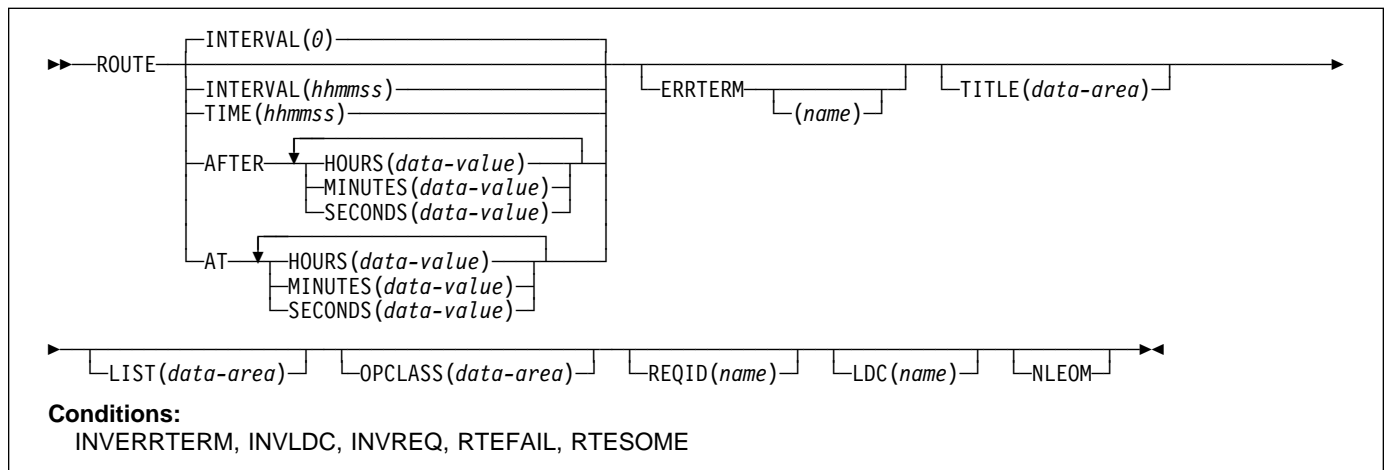 INTERVAL(0)
ROUTE
INTERVAL(hhmmss) ERRTERM TITLE(data-area)
TIME(hhmmss) (name)
AFTER HOURS(data-value)
MINUTES(data-value)
SECONDS(data-value)
AT HOURS(data-value)
MINUTES(data-value)
SECONDS(data-value)
LIST(data-area) OPCLASS(data-area) REQID(name) LDC(name) NLEOM
Conditions:
INVERRTERM, INVLDC, INVREQ, RTEFAIL, RTESOME